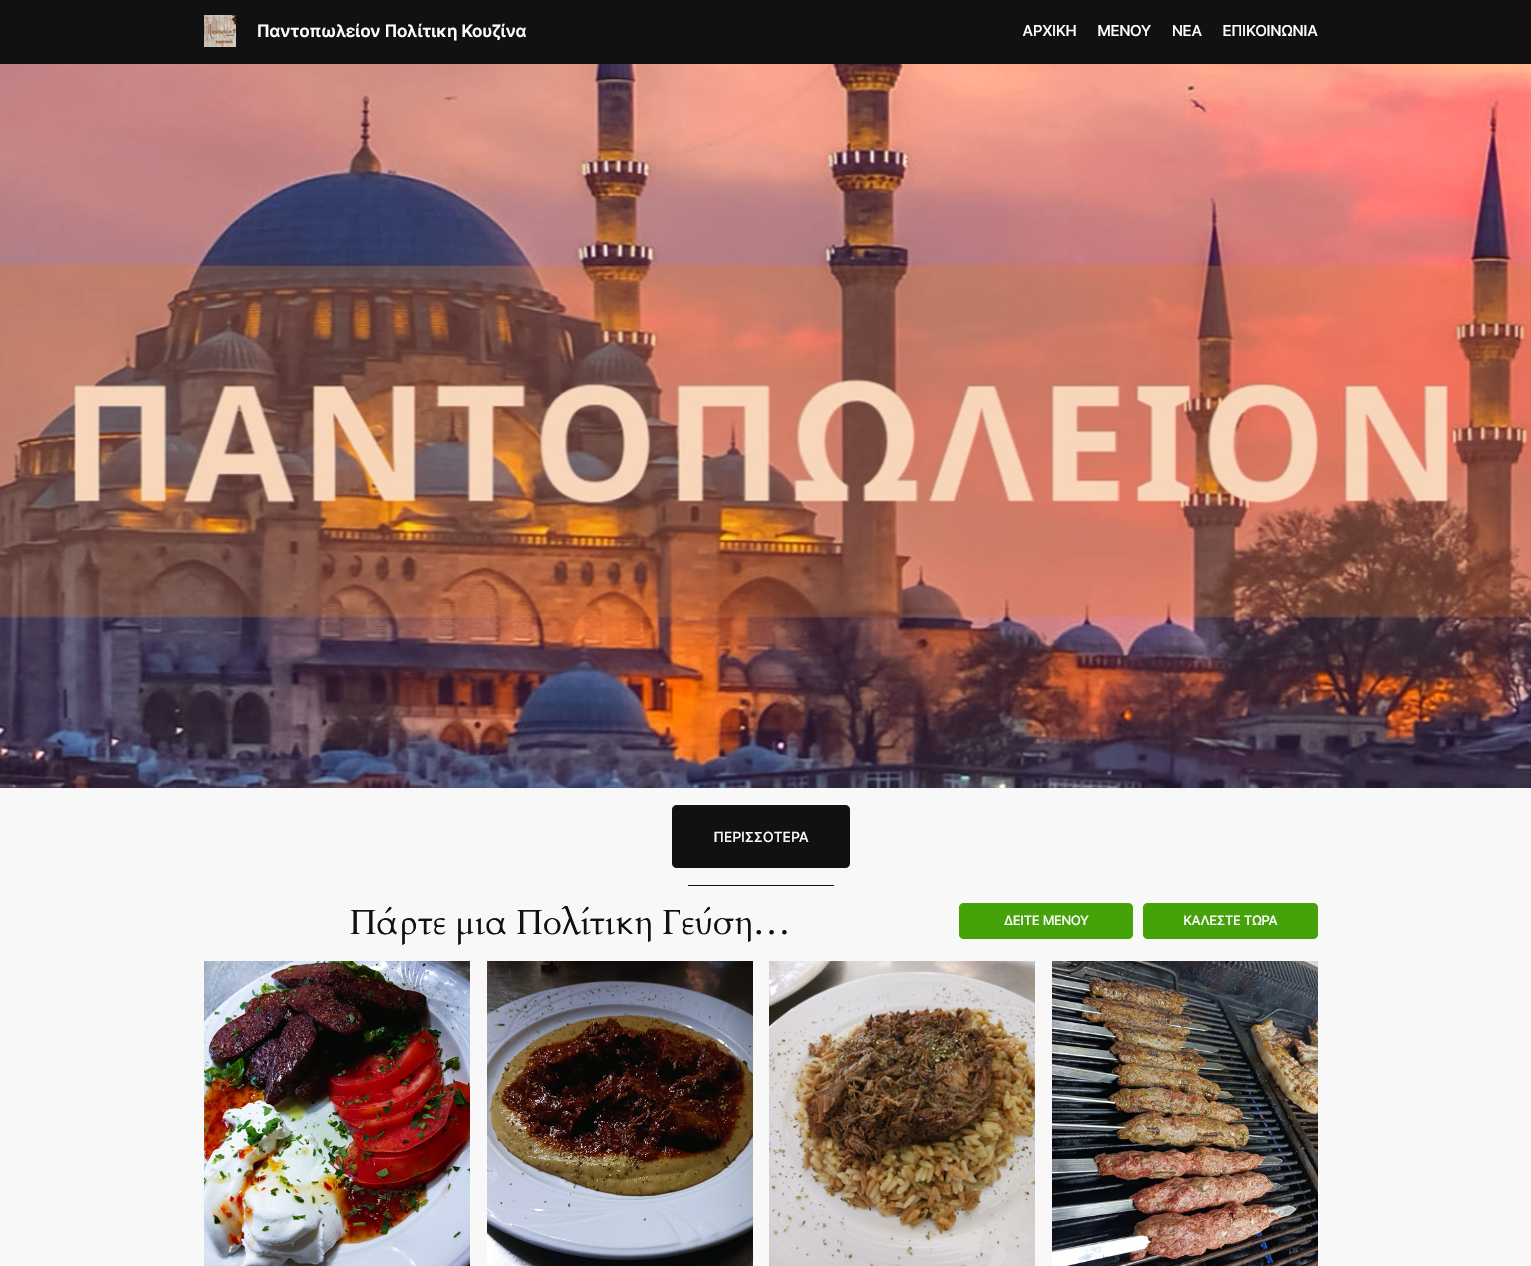 Παντοπωλείον Πολίτικη Κουζίνα
ΑΡΧΙΚΗ ΜΕΝΟΥ ΝΕΑ ΕΠΙΚΟΙΝΩΝΙΑ
ΠΑΝΤΟΠΩΛΕΙΟΝ
ΠΕΡΙΣΣΟΤΕΡΑ
Πάρτε μια Πολίτικη Γεύση…
ΔΕΙΤΕ ΜΕΝΟΥ
ΚΑΛΕΣΤΕ ΤΩΡΑ